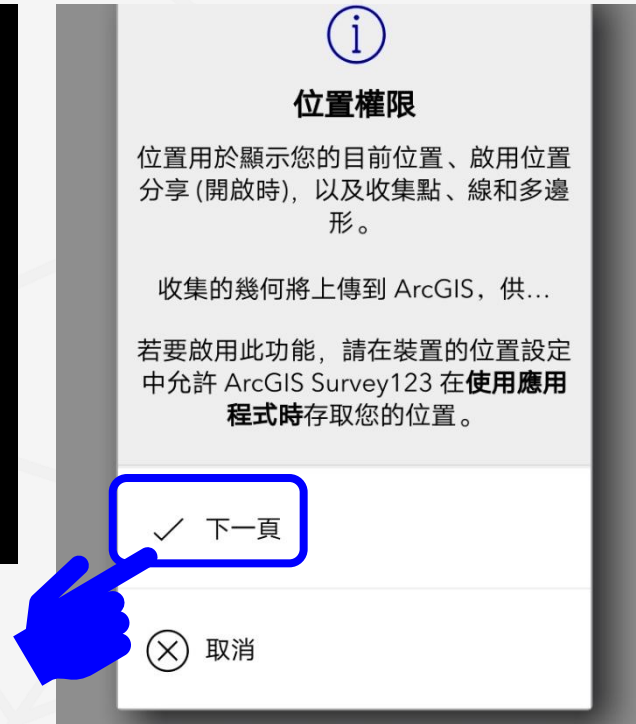 位置權限
位置用於顯示您的目前位置、啟用位置
分享 (開啟時)，以及收集點、線和多邊
形。
收集的幾何將上傳到 ArcGIS，供…
若要啟用此功能，請在裝置的位置設定
中允許 ArcGIS Survey123 在使用應用
程式時存取您的位置。
下一頁
取消